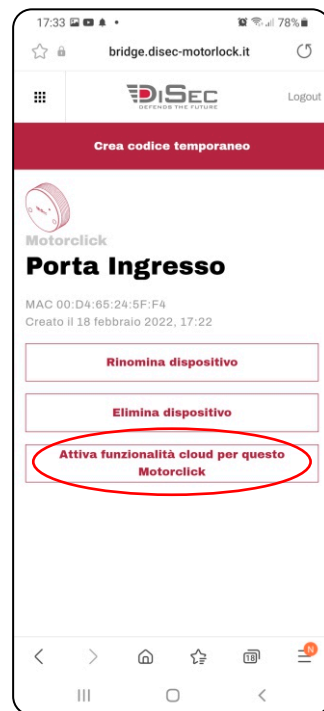 17:33
78%
bridge.disec-motorlock.it
DiSEC
DEFENDS THE FUTURE
Logout
Crea codice temporaneo
Motorclick
Porta Ingresso
MAC 00:D4:65:24:5F:F4
Creato il 18 febbraio 2022, 17:22
Rinomina dispositivo
Elimina dispositivo
Attiva funzionalità cloud per questo
Motorclick
18
N